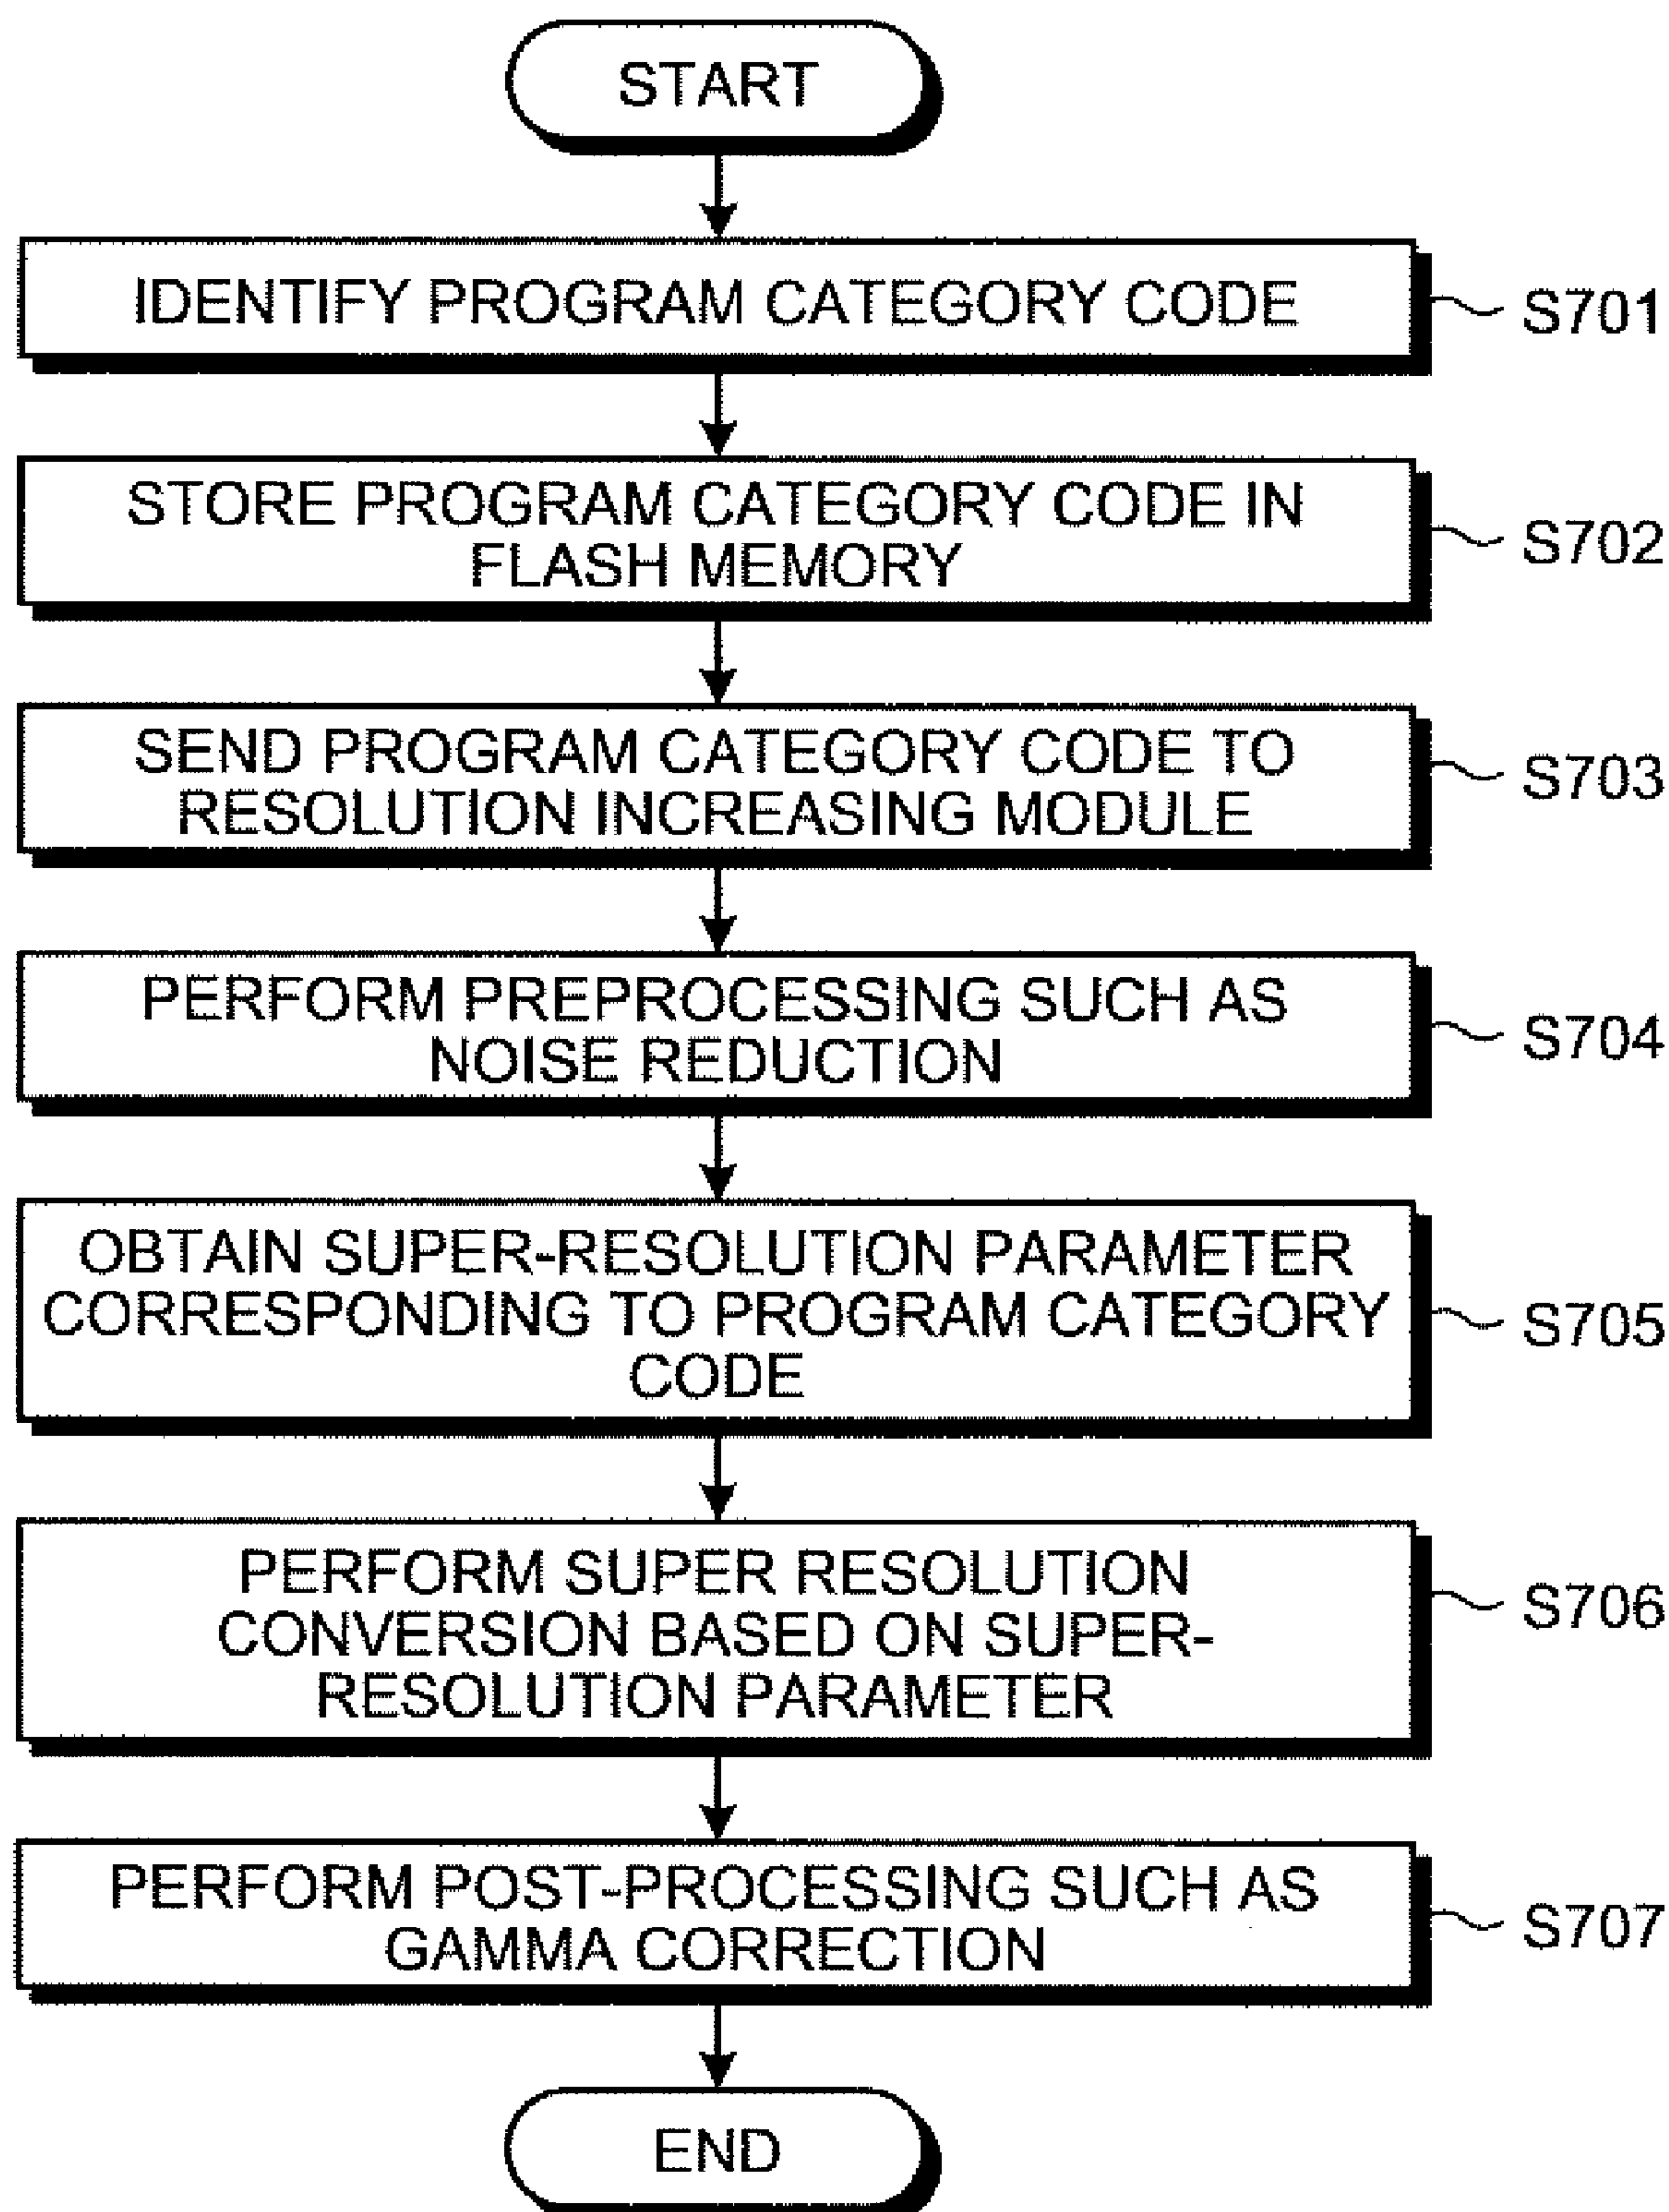 START
IDENTIFY PROGRAM CATEGORY CODE
S701
STORE PROGRAM CATEGORY CODE IN
FLASH MEMORY
S702
SEND PROGRAM CATEGORY CODE TO
RESOLUTION INCREASING MODULE
S703
PERFORM PREPROCESSING SUCH AS
NOISE REDUCTION
S704
OBTAIN SUPER-RESOLUTION PARAMETER
CORRESPONDING TO PROGRAM CATEGORY
CODE
S705
PERFORM SUPER RESOLUTION
CONVERSION BASED ON SUPER-
RESOLUTION PARAMETER
S706
PERFORM POST-PROCESSING SUCH AS
GAMMA CORRECTION
S707
END